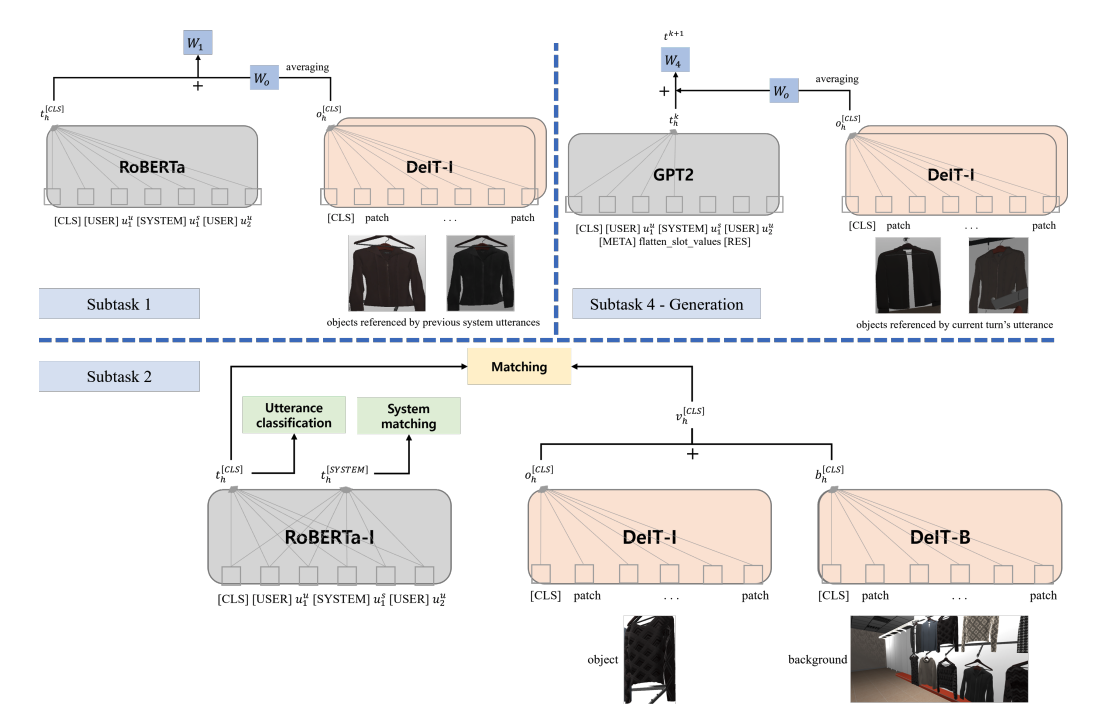 W_1
W_o
averaging
+
t_h^{[CLS]}
o_h^{[CLS]}
RoBERTa
DeIT-I
[CLS] [USER] u_1^u [SYSTEM] u_1^s [USER] u_2^u
[CLS] patch . . . patch
objects referenced by previous system utterances
Subtask 1
t^{k+1}
W_4
W_o
averaging
+
t_h^k
o_h^{[CLS]}
GPT2
DeIT-I
[CLS] [USER] u_1^u [SYSTEM] u_1^s [USER] u_2^u
[META] flatten_slot_values [RES]
[CLS] patch . . . patch
objects referenced by current turn's utterance
Subtask 4 - Generation
Subtask 2
Matching
Utterance
classification
System
matching
v_h^{[CLS]}
+
t_h^{[CLS]}
t_h^{[SYSTEM]}
o_h^{[CLS]}
b_h^{[CLS]}
RoBERTa-I
DeIT-I
DeIT-B
[CLS] [USER] u_1^u [SYSTEM] u_1^s [USER] u_2^u
[CLS] patch . . . patch
[CLS] patch . . . patch
object
background